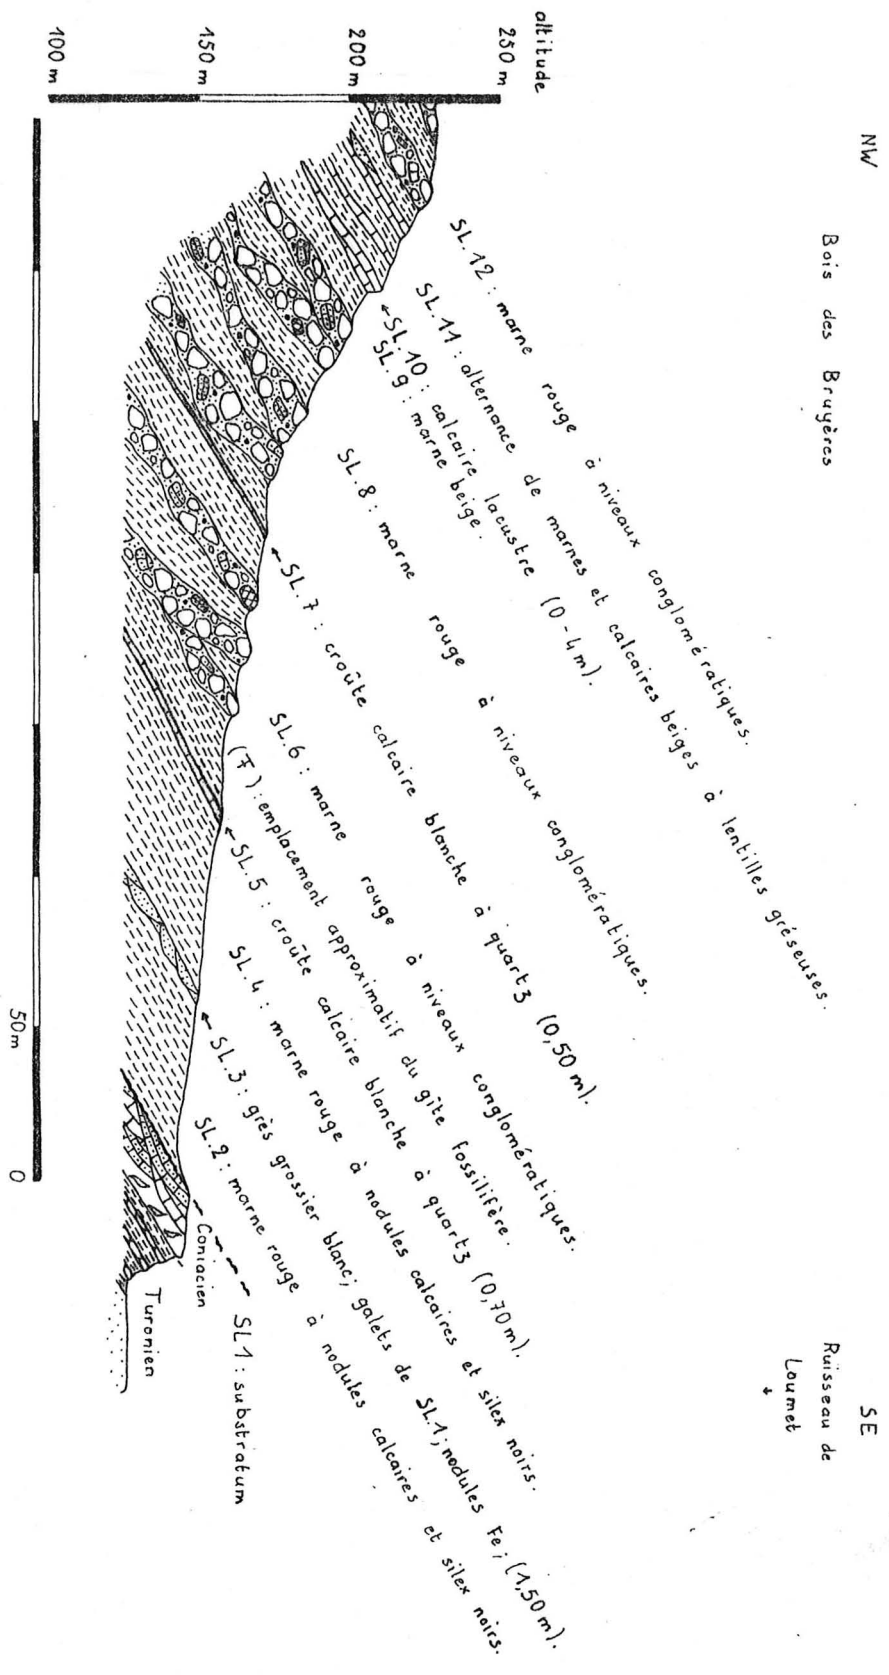 NW
SE
Bois des Bruyères
Ruisseau de
Loumet
altitude
250 m
200 m
150 m
100 m
SL.12 : marne rouge à niveaux conglomératiques.
SL.11 : alternance de marnes et calcaires beiges à lentilles gréseuses.
SL.10 : calcaire lacustre (0-4m).
SL.9 : marne beige.
SL.8 : marne rouge à niveaux conglomératiques.
SL.7 : croûte calcaire blanche à quartz (0,50 m).
SL.6 : marne rouge à niveaux conglomératiques.
(F) : emplacement approximatif du gîte fossilifère.
SL.5 : croûte calcaire blanche à quartz (0,70 m).
SL.4 : marne rouge à nodules calcaires et silex noirs.
SL.3 : grès grossier blanc; galets de SL.1; nodules Fe; (1,50 m).
SL.2 : marne rouge à nodules calcaires et silex noirs.
SL1 : substratum
Coniacien
Turonien
50m
0